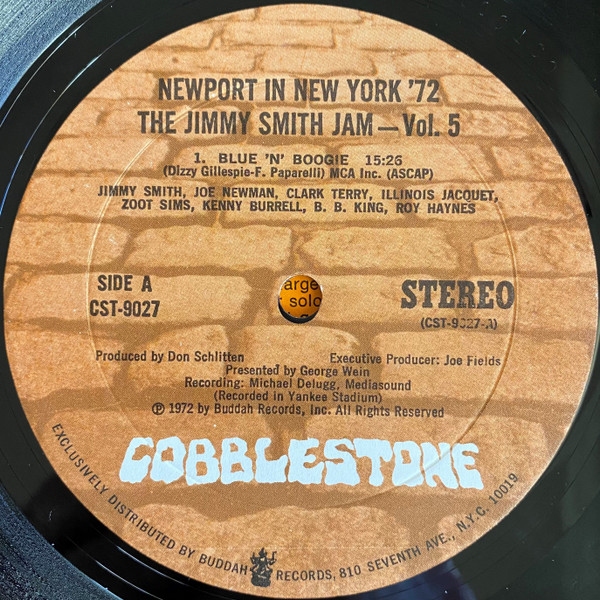 NEWPORT IN NEW YORK '72
THE JIMMY SMITH JAM — Vol. 5
1. BLUE 'N' BOOGIE 15:26
(Dizzy Gillespie-F. Paparelli) MCA Inc. (ASCAP)
JIMMY SMITH, JOE NEWMAN, CLARK TERRY, ILLINOIS JACQUET,
ZOOT SIMS, KENNY BURRELL, B. B. KING, ROY HAYNES
SIDE A
CST-9027
arge
solo
STEREO
(CST-9027-A)
Produced by Don Schlitten Executive Producer: Joe Fields
Presented by George Wein
Recording: Michael Delugg, Mediasound
(Recorded in Yankee Stadium)
℗ 1972 by Buddah Records, Inc. All Rights Reserved
COBBLESTONE
EXCLUSIVELY DISTRIBUTED BY BUDDAH RECORDS, 810 SEVENTH AVE., N.Y.C. 10019